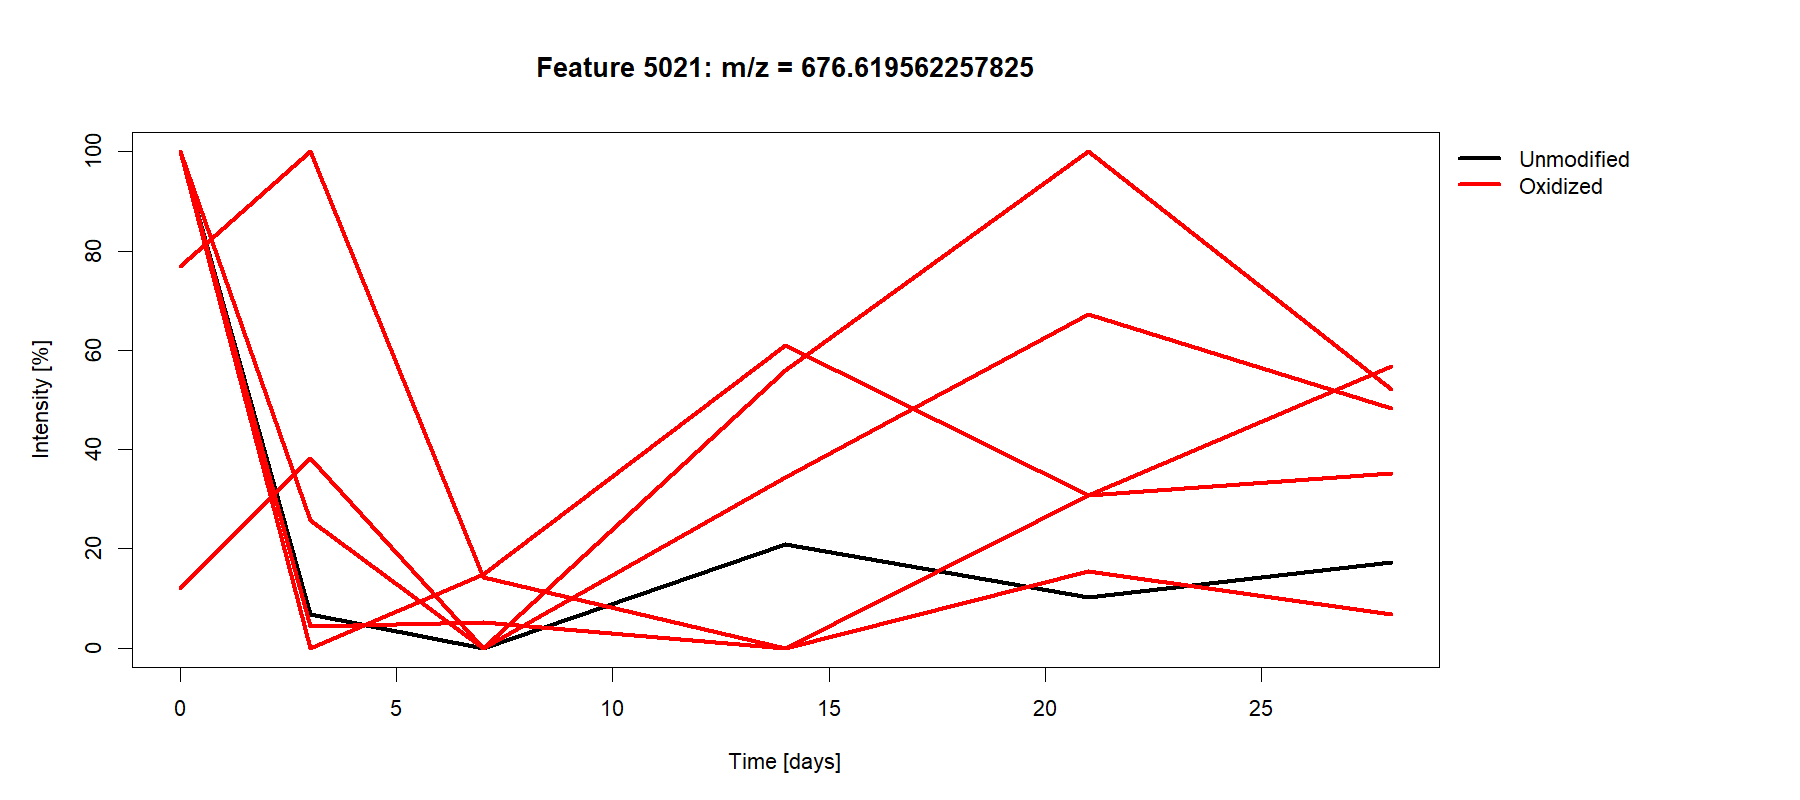 Feature 5021: m/z = 676.619562257825
Unmodified
Oxidized
Intensity [%]
100
80
60
40
20
0
0 5 10 15 20 25
Time [days]